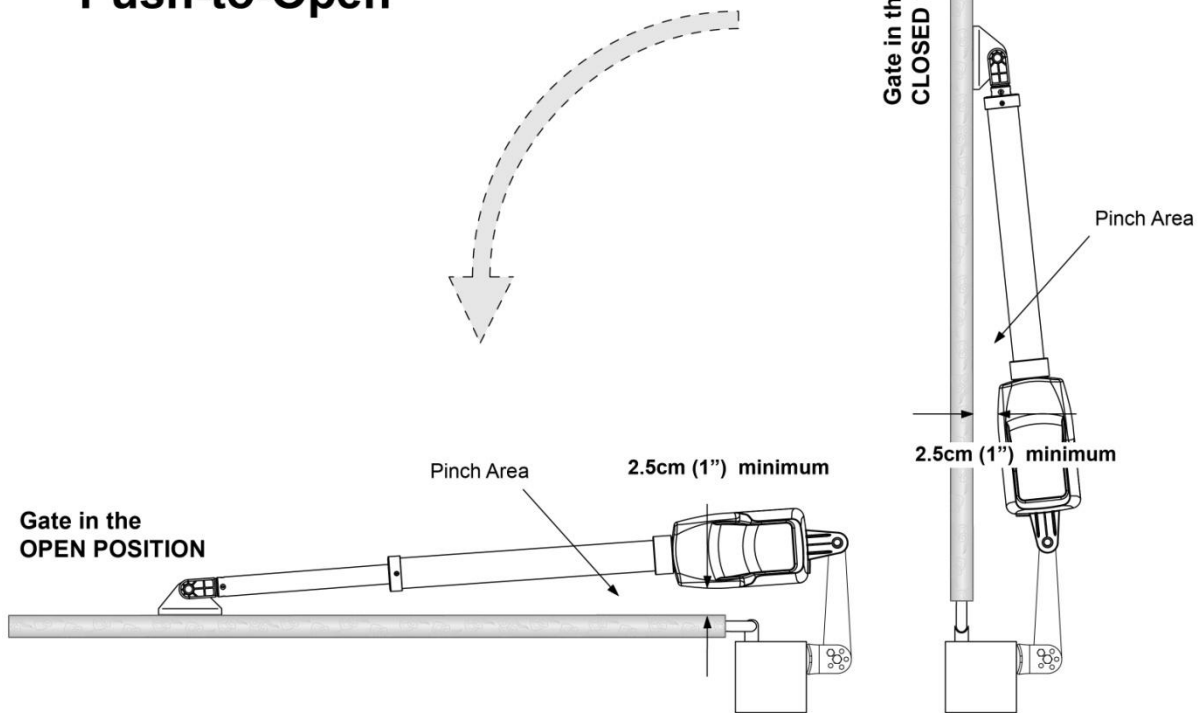 Push-to-Open
Gate in the
CLOSED
Pinch Area
2.5cm (1”) minimum
Pinch Area
2.5cm (1”) minimum
Gate in the
OPEN POSITION